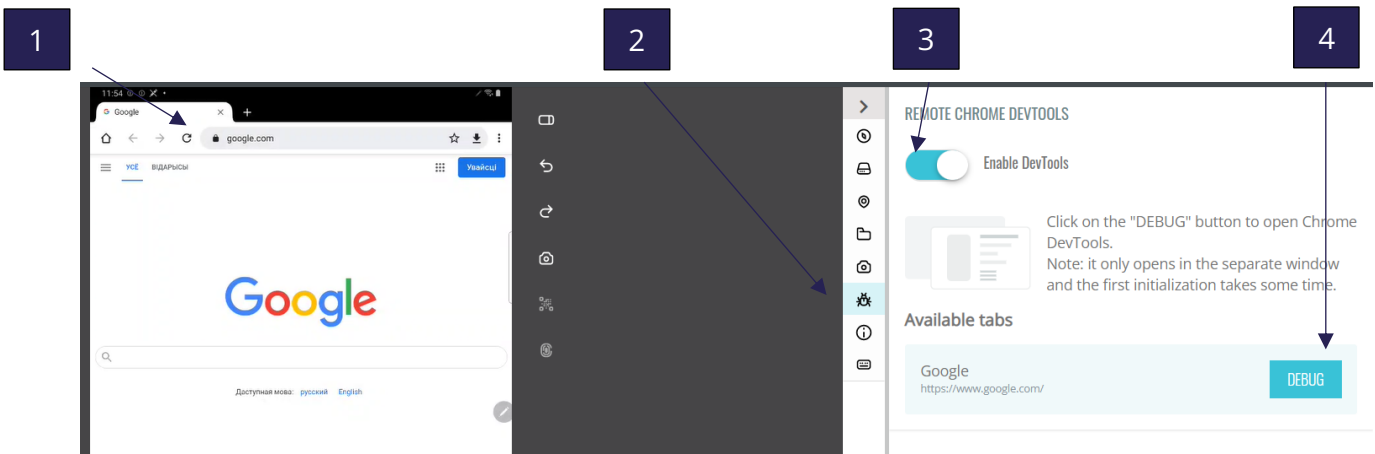 1
2
3
4
11:54
Google
google.com
УСЁ ВІДАРЫСЫ
Увайсці
Google
Доступная мова: русский English
REMOTE CHROME DEVTOOLS
Enable DevTools
Click on the "DEBUG" button to open Chrome
DevTools.
Note: it only opens in the separate window
and the first initialization takes some time.
Available tabs
Google
https://www.google.com/
DEBUG